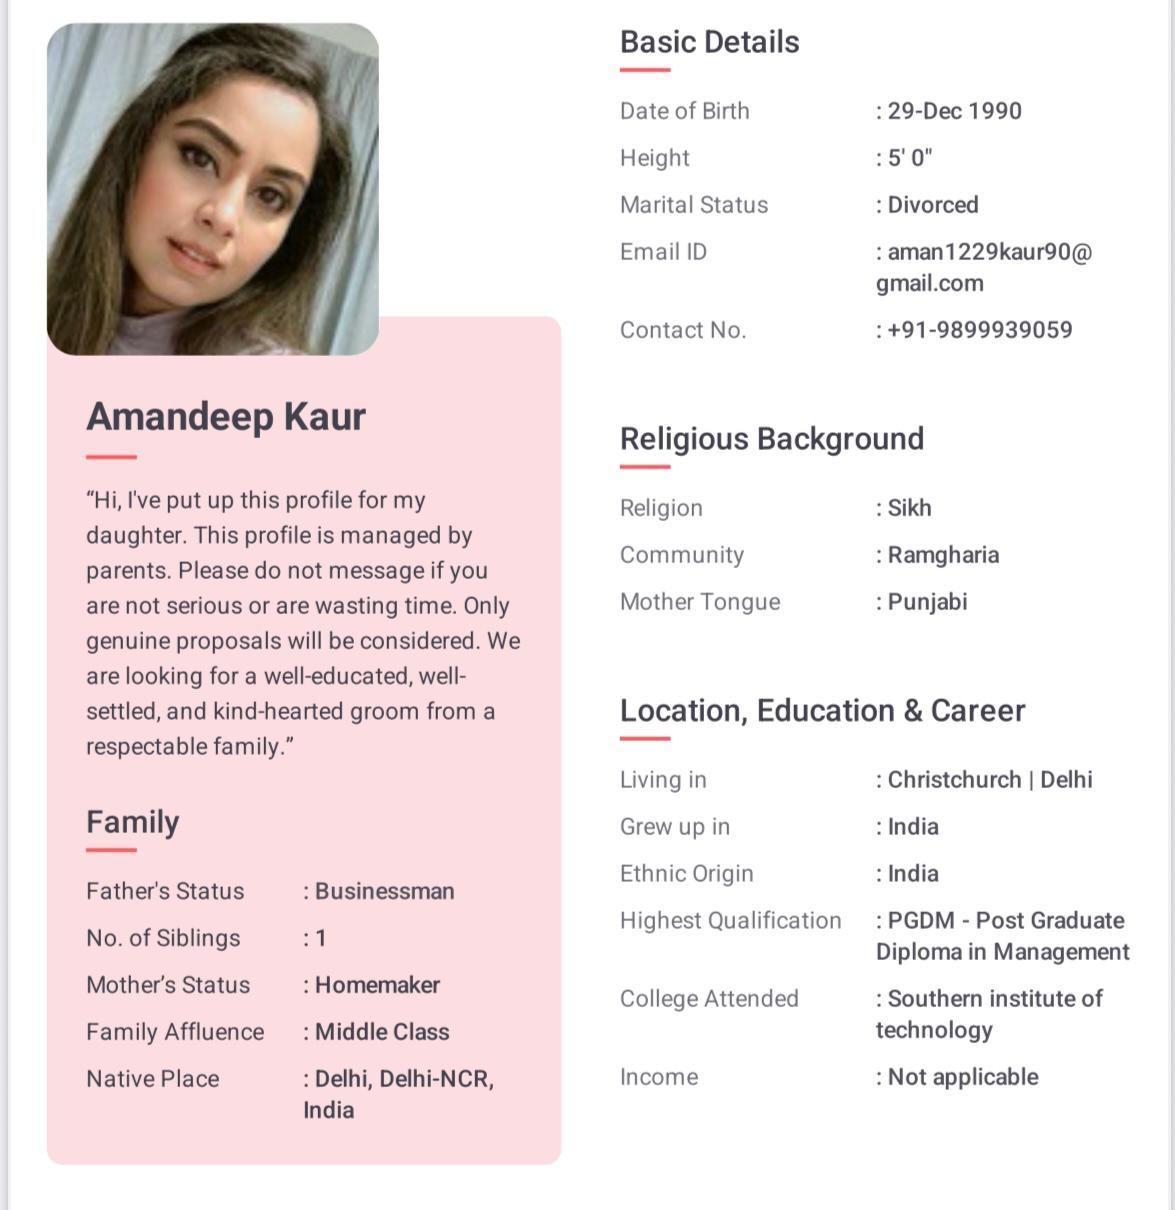 Amandeep Kaur
“Hi, I've put up this profile for my
daughter. This profile is managed by
parents. Please do not message if you
are not serious or are wasting time. Only
genuine proposals will be considered. We
are looking for a well-educated, well-
settled, and kind-hearted groom from a
respectable family.”
Family
Father's Status : Businessman
No. of Siblings : 1
Mother’s Status : Homemaker
Family Affluence : Middle Class
Native Place : Delhi, Delhi-NCR,
India
Basic Details
Date of Birth : 29-Dec 1990
Height : 5' 0"
Marital Status : Divorced
Email ID : aman1229kaur90@
gmail.com
Contact No. : +91-9899939059
Religious Background
Religion : Sikh
Community : Ramgharia
Mother Tongue : Punjabi
Location, Education & Career
Living in : Christchurch | Delhi
Grew up in : India
Ethnic Origin : India
Highest Qualification : PGDM - Post Graduate
Diploma in Management
College Attended : Southern institute of
technology
Income : Not applicable